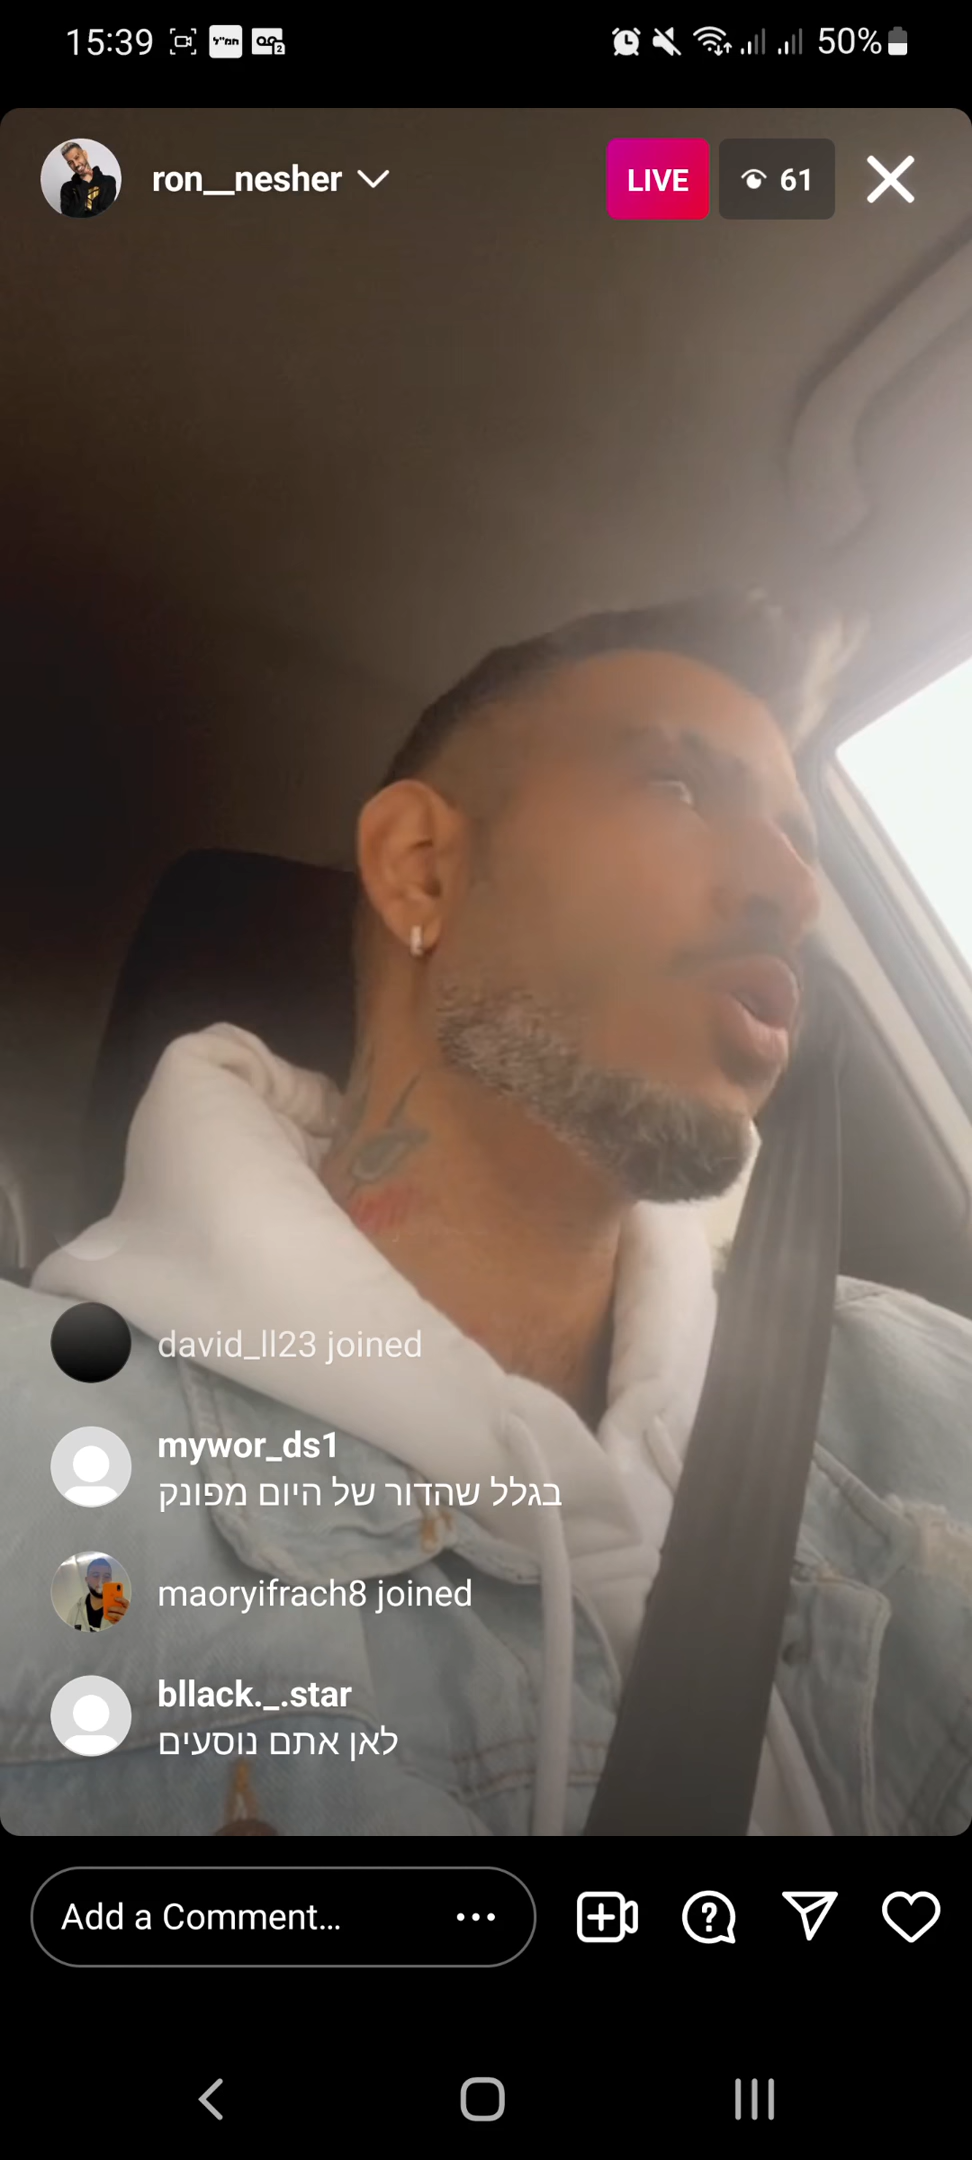 15:39
חמ"ל
50%
ron__nesher
LIVE
61
david_ll23 joined
mywor_ds1
בגלל שהדור של היום מפונק
maoryifrach8 joined
bllack._.star
לאן אתם נוסעים
Add a Comment...